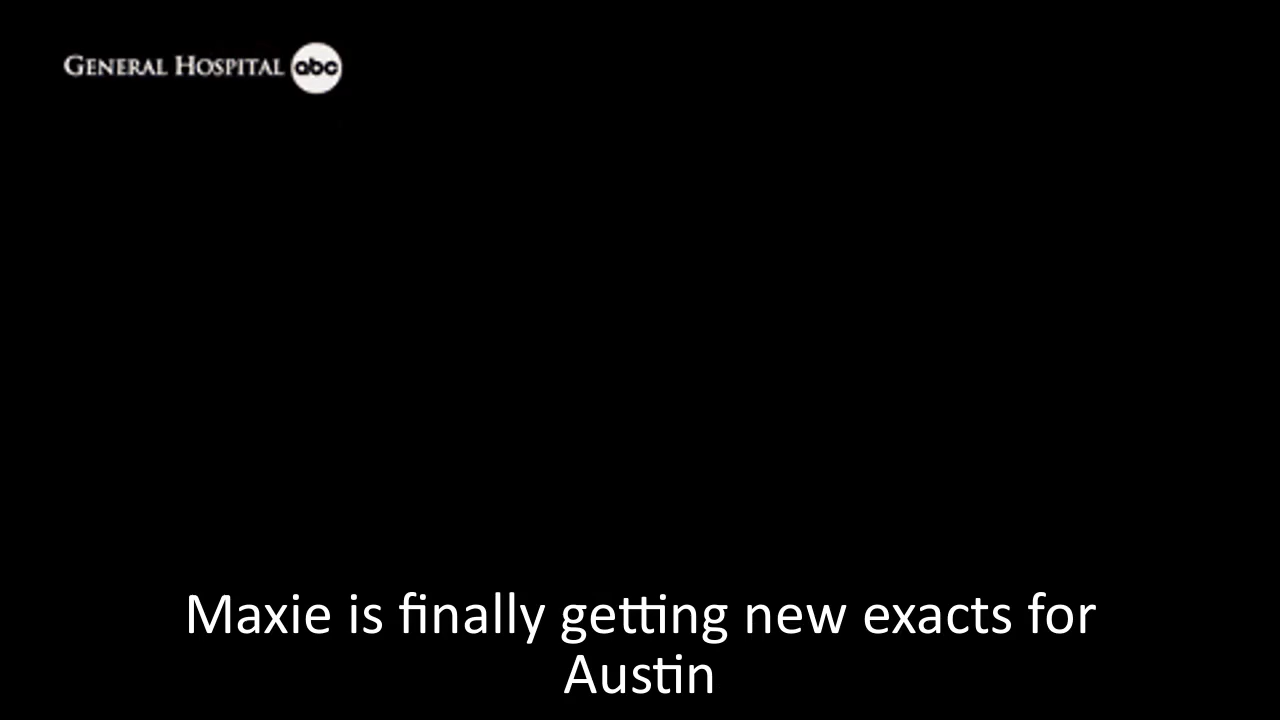 GENERAL HOSPITAL abc
Maxie is finally getting new exacts for
Austin